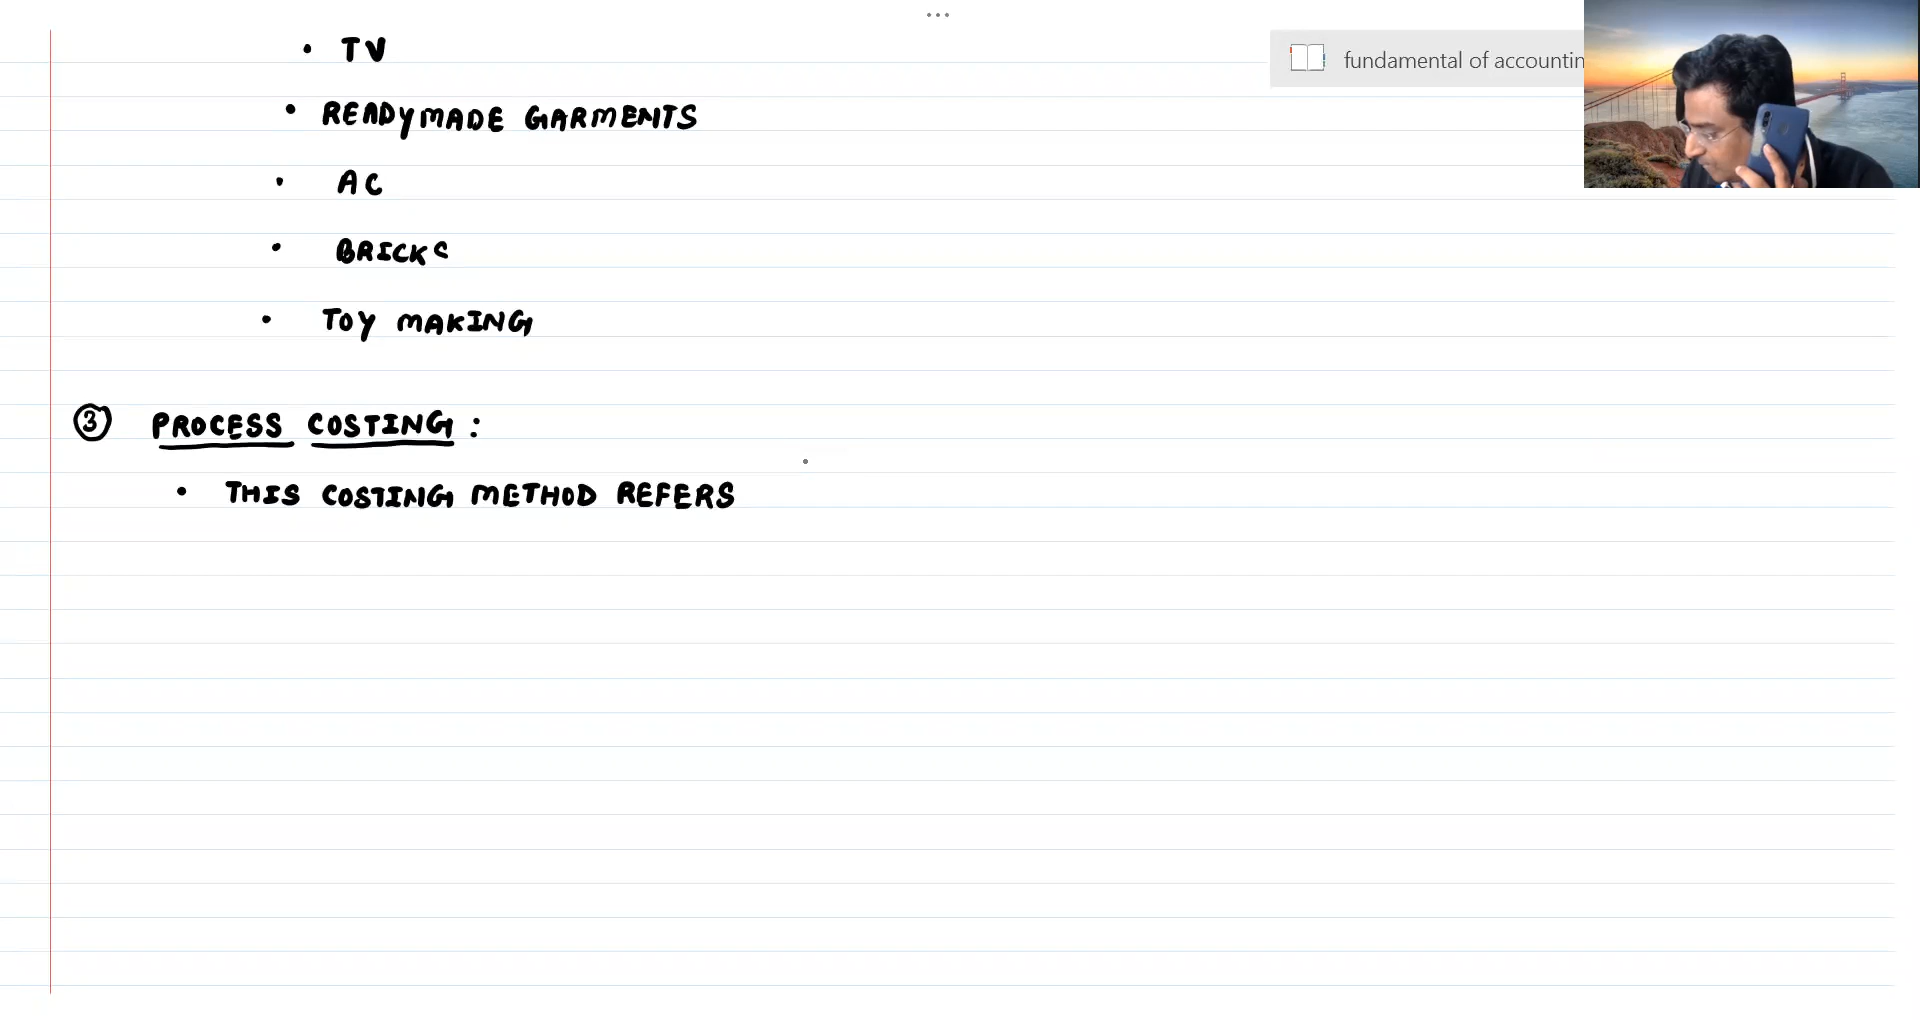 • TV
fundamental of accountin
• READYMADE GARMENTS
• AC
• BRICKS
• TOY MAKING
③ PROCESS COSTING :
• THIS COSTING METHOD REFERS